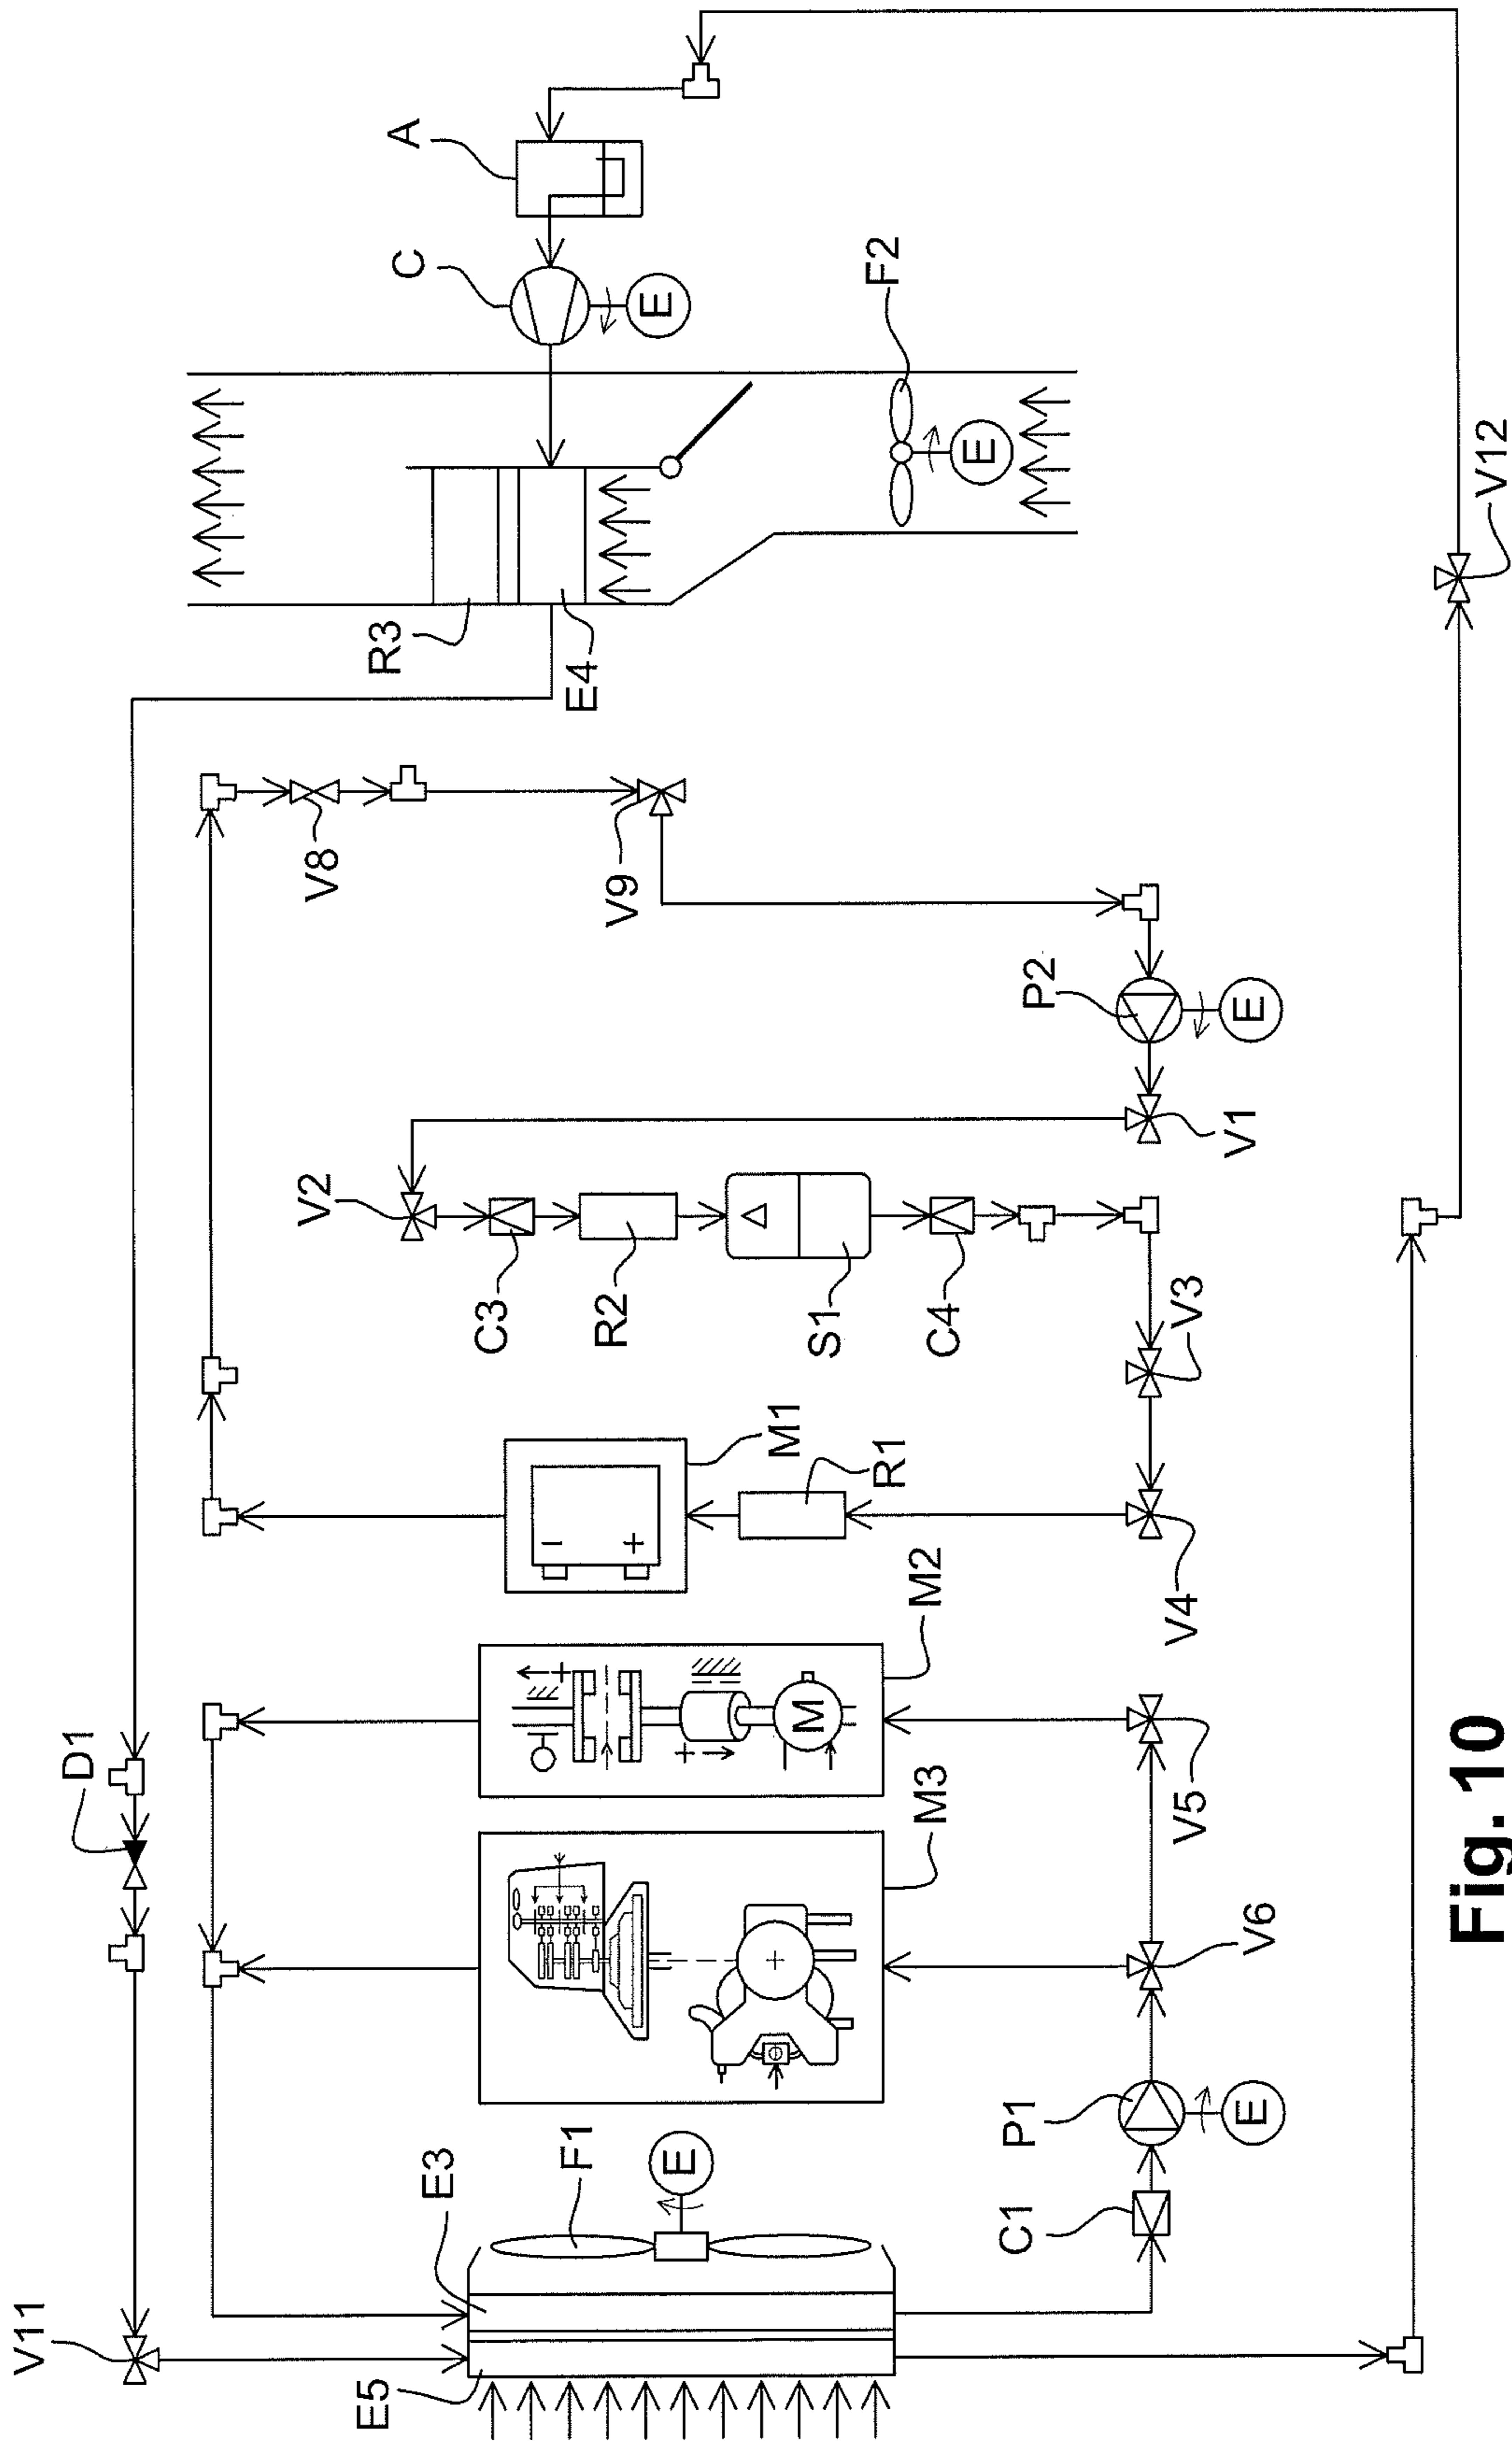 A
C
E
F2
E
R3
E4
V12
V8
V9
P2
E
V1
V2
C3
R2
S1
C4
V3
M1
R1
V4
− +
M2
M
+
+
V5
D1
M3
+
V6
P1
E
E3
F1
E
C1
V11
E5
Fig. 10